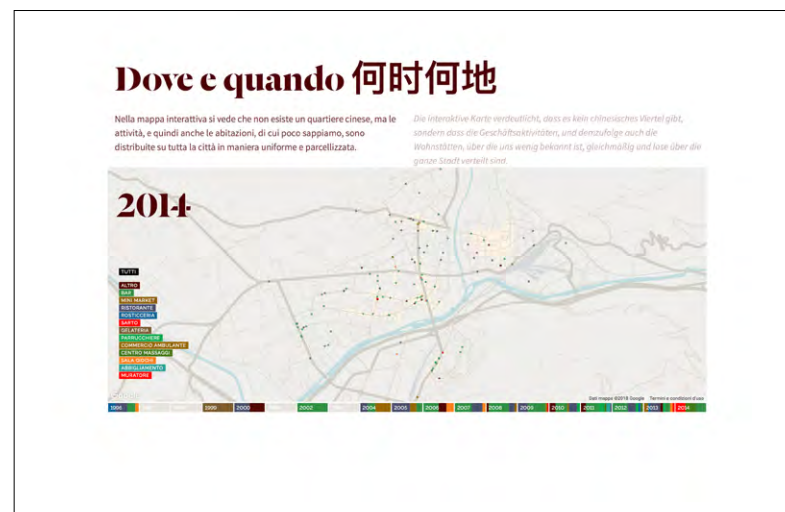 Dove e quando 何时何地
Nella mappa interattiva si vede che non esiste un quartiere cinese, ma le
attività, e quindi anche le abitazioni, di cui poco sappiamo, sono
distribuite su tutta la città in maniera uniforme e parcellizzata.
Die interaktive Karte verdeutlicht, dass es kein chinesisches Viertel gibt,
sondern dass die Geschäftsaktivitäten, und demzufolge auch die
Wohnstätten, über die uns wenig bekannt ist, gleichmäßig und lose über die
ganze Stadt verteilt sind.
2014
TUTTI
ALTRO
BAR
MINI MARKET
RISTORANTE
ROSTICCERIA
SARTO
GELATERIA
PARRUCCHIERE
COMMERCIO AMBULANTE
CENTRO MASSAGGI
SALA GIOCHI
ABBIGLIAMENTO
MURATORE
Dati mappa ©2018 Google Termini e condizioni d'uso
1996 1999 2000 2002 2004 2005 2006 2007 2008 2009 2010 2011 2012 2013 2014